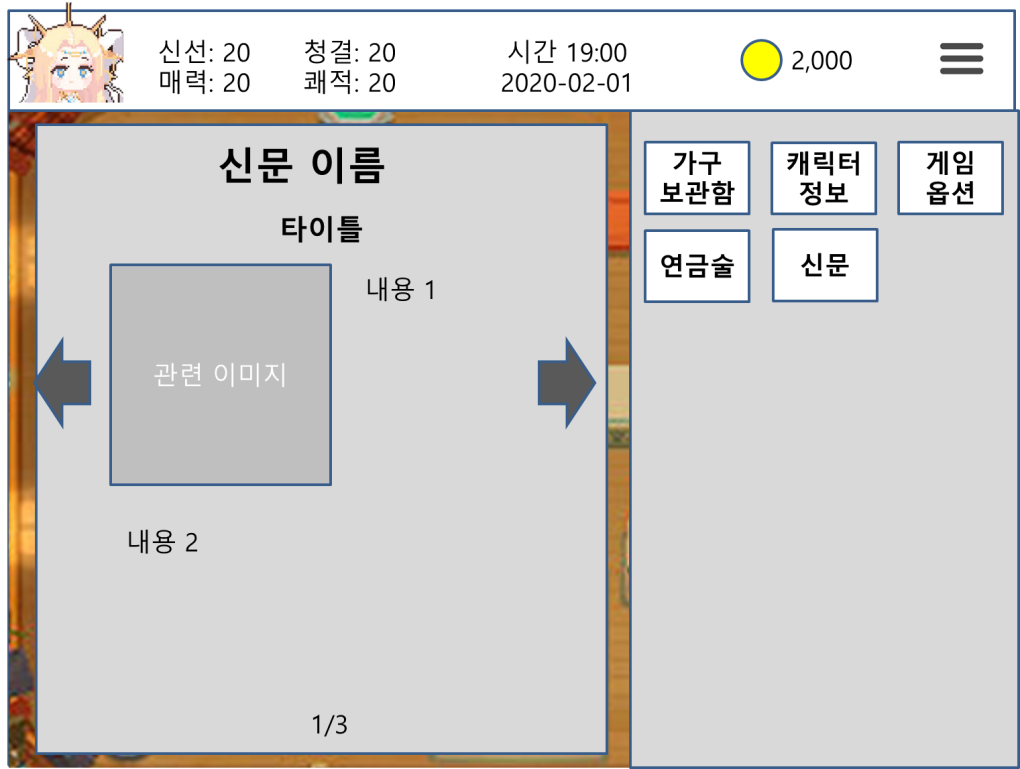 신선: 20
매력: 20
청결: 20
쾌적: 20
시간 19:00
2020-02-01
2,000
신문 이름
타이틀
관련 이미지
내용 1
내용 2
1/3
가구
보관함
캐릭터
정보
게임
옵션
연금술
신문